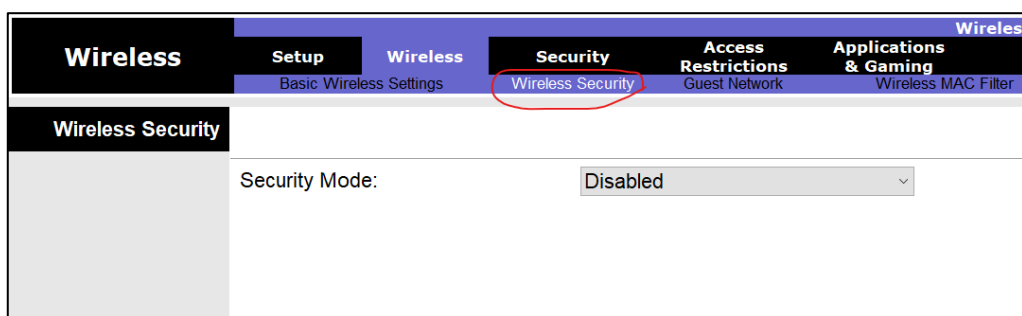 Wireles
Wireless Setup Wireless Security Access Restrictions Applications & Gaming
Basic Wireless Settings Wireless Security Guest Network Wireless MAC Filter
Wireless Security
Security Mode: Disabled